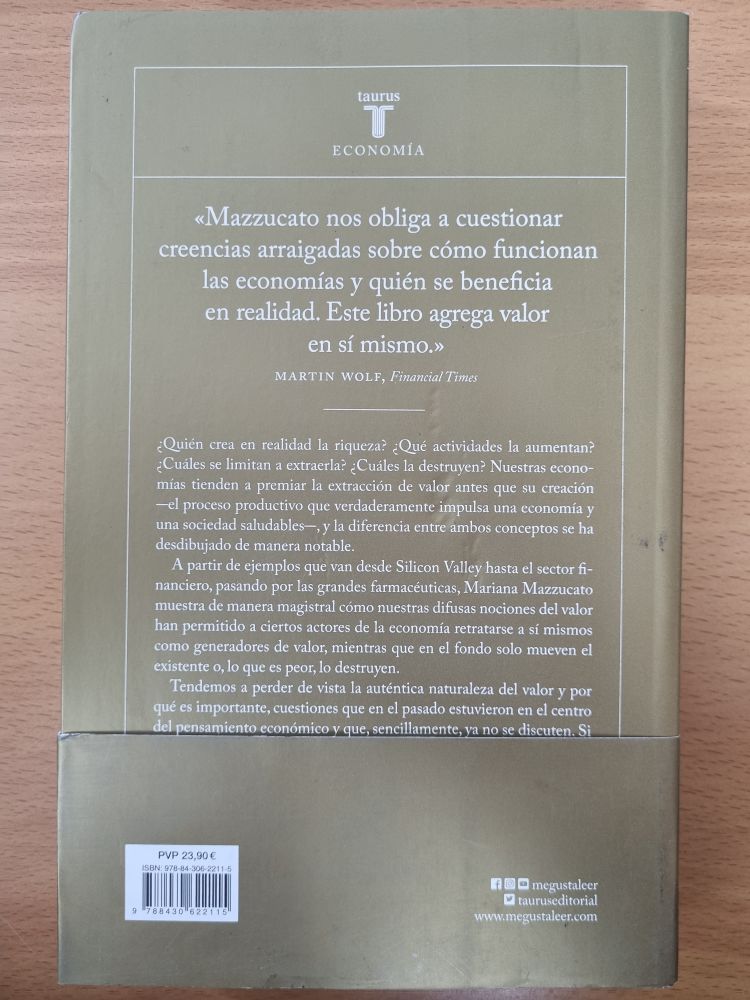 taurus
ECONOMÍA
«Mazzucato nos obliga a cuestionar
creencias arraigadas sobre cómo funcionan
las economías y quién se beneficia
en realidad. Este libro agrega valor
en sí mismo.»
MARTIN WOLF, Financial Times
¿Quién crea en realidad la riqueza? ¿Qué actividades la aumentan?
¿Cuáles se limitan a extraerla? ¿Cuáles la destruyen? Nuestras econo-
mías tienden a premiar la extracción de valor antes que su creación
—el proceso productivo que verdaderamente impulsa una economía y
una sociedad saludables—, y la diferencia entre ambos conceptos se ha
desdibujado de manera notable.
A partir de ejemplos que van desde Silicon Valley hasta el sector fi-
nanciero, pasando por las grandes farmacéuticas, Mariana Mazzucato
muestra de manera magistral cómo nuestras difusas nociones del valor
han permitido a ciertos actores de la economía retratarse a sí mismos
como generadores de valor, mientras que en el fondo solo mueven el
existente o, lo que es peor, lo destruyen.
Tendemos a perder de vista la auténtica naturaleza del valor y por
qué es importante, cuestiones que en el pasado estuvieron en el centro
del pensamiento económico y que, sencillamente, ya no se discuten. Si
PVP 23,90 €
ISBN: 978-84-306-2211-5
9 788430 622115
megustaleer
tauruseditorial
www.megustaleer.com